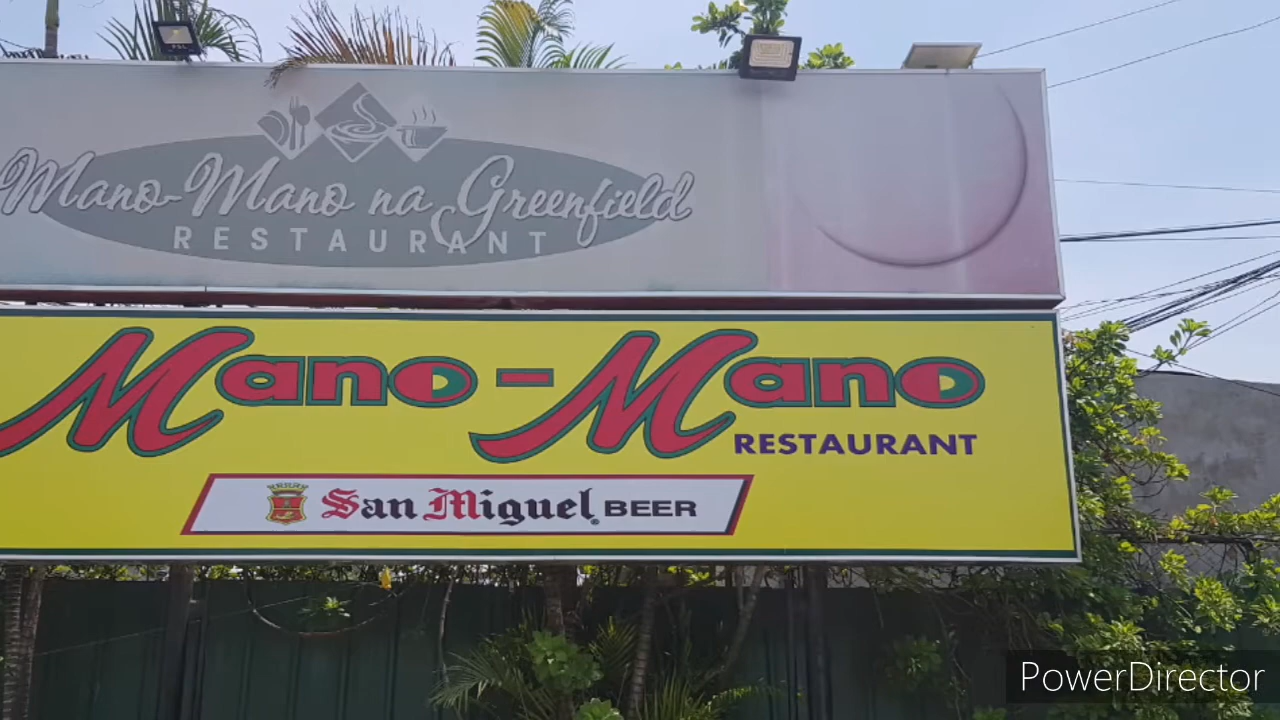 Mano-Mano na Greenfield
RESTAURANT
Mano-Mano
RESTAURANT
San Miguel BEER
PowerDirector